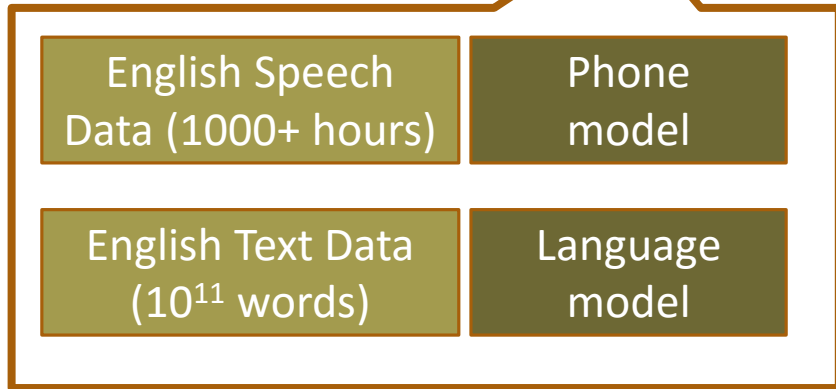 English Speech
Data (1000+ hours)
Phone
model
English Text Data
(10¹¹ words)
Language
model